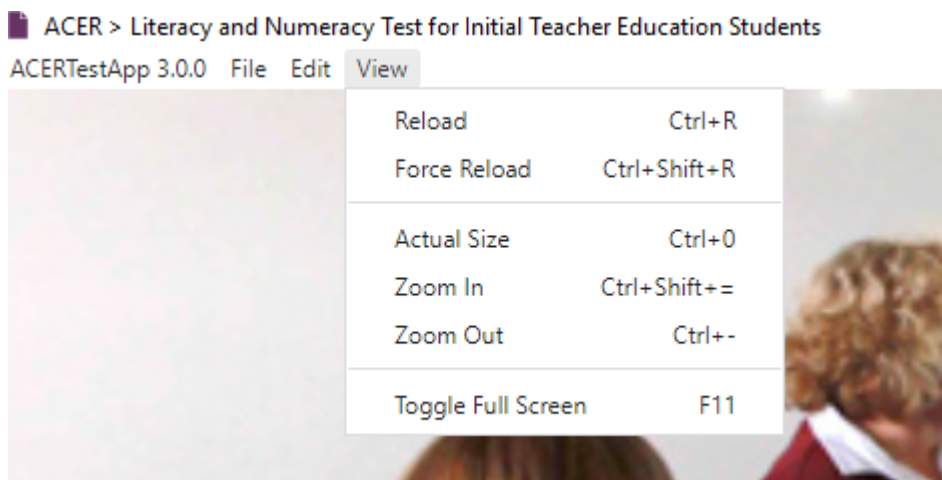 ACER > Literacy and Numeracy Test for Initial Teacher Education Students
ACERTestApp 3.0.0 File Edit View
Reload Ctrl+R
Force Reload Ctrl+Shift+R
Actual Size Ctrl+0
Zoom In Ctrl+Shift+=
Zoom Out Ctrl+-
Toggle Full Screen F11